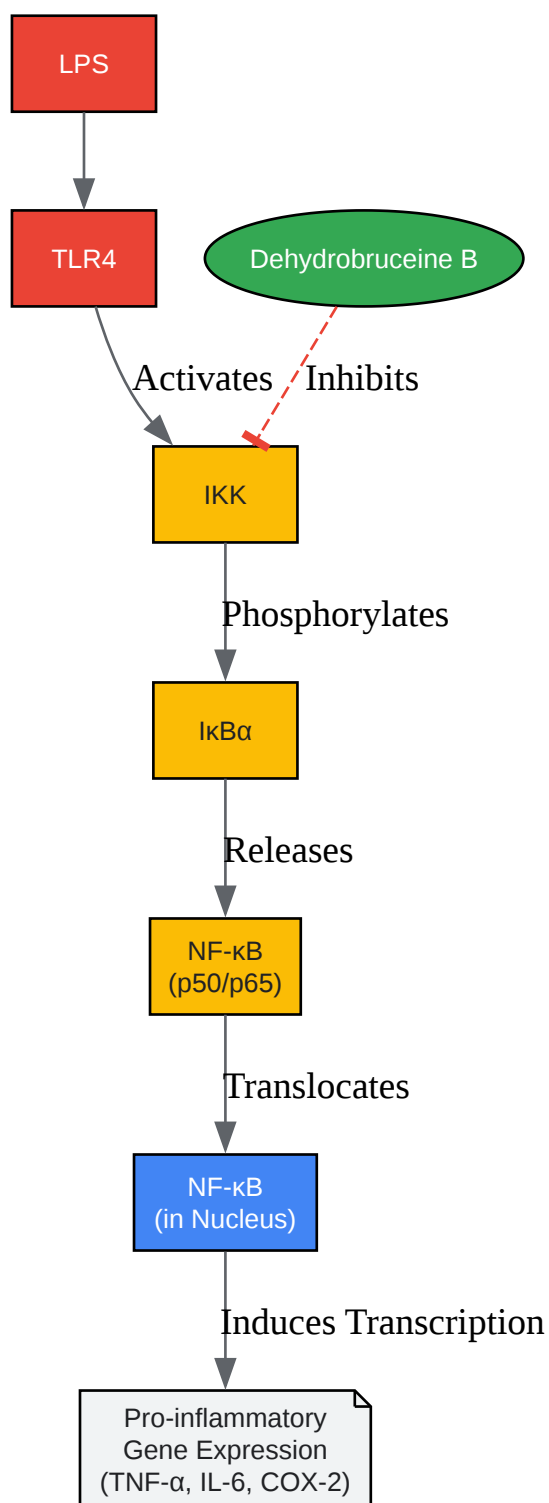 LPS
TLR4
Dehydrobruceine B
Activates
Inhibits
IKK
Phosphorylates
IκBα
Releases
NF-κB
(p50/p65)
Translocates
NF-κB
(in Nucleus)
Induces Transcription
Pro-inflammatory
Gene Expression
(TNF-α, IL-6, COX-2)